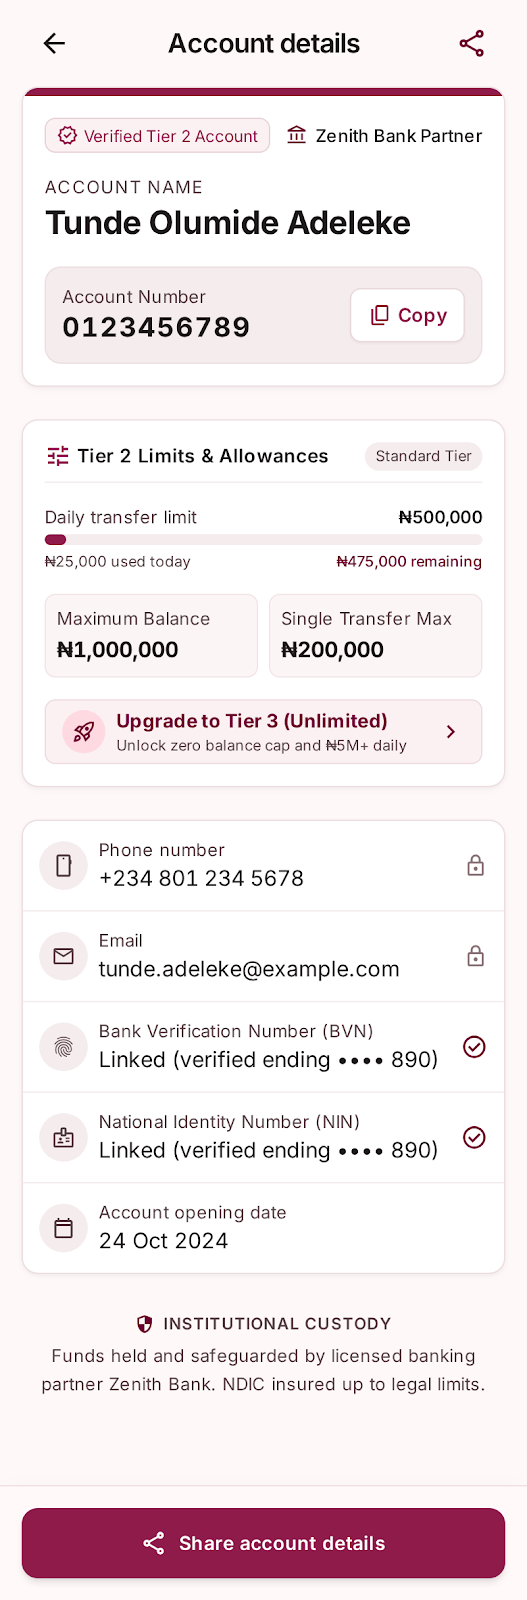 Account details
Verified Tier 2 Account
Zenith Bank Partner
ACCOUNT NAME
Tunde Olumide Adeleke
Account Number
0123456789
Copy
Tier 2 Limits & Allowances
Standard Tier
Daily transfer limit
₦500,000
₦25,000 used today
₦475,000 remaining
Maximum Balance
₦1,000,000
Single Transfer Max
₦200,000
Upgrade to Tier 3 (Unlimited)
Unlock zero balance cap and ₦5M+ daily
Phone number
+234 801 234 5678
Email
tunde.adeleke@example.com
Bank Verification Number (BVN)
Linked (verified ending •••• 890)
National Identity Number (NIN)
Linked (verified ending •••• 890)
Account opening date
24 Oct 2024
INSTITUTIONAL CUSTODY
Funds held and safeguarded by licensed banking
partner Zenith Bank. NDIC insured up to legal limits.
Share account details